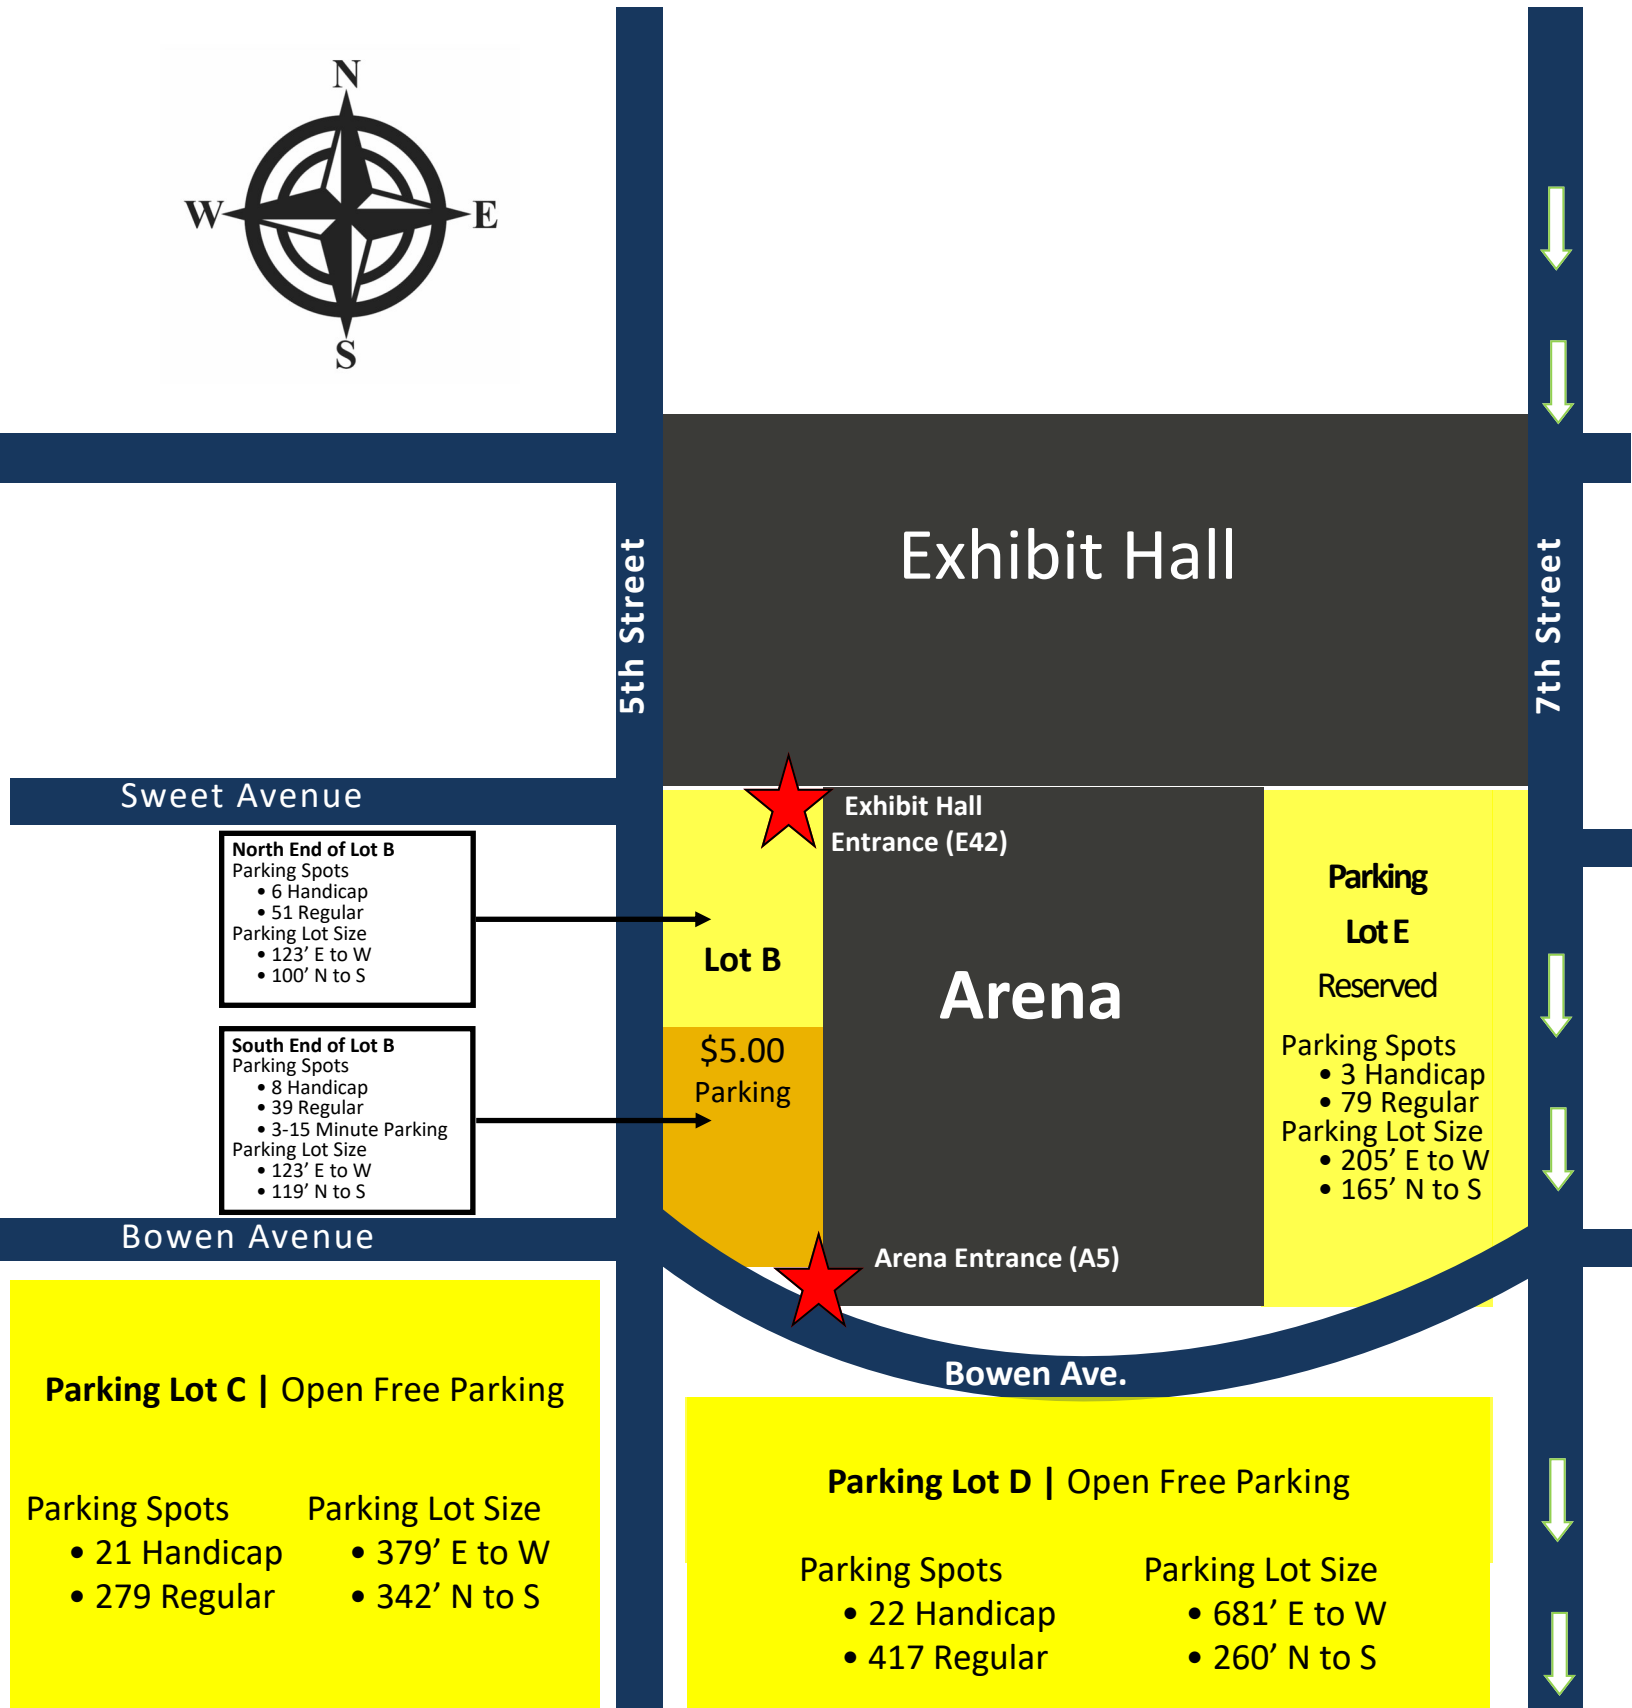 N
W
E
S
Exhibit Hall
5th Street
7th Street
Sweet Avenue
Exhibit Hall
Entrance (E42)
North End of Lot B
Parking Spots
• 6 Handicap
• 51 Regular
Parking Lot Size
• 123’ E to W
• 100’ N to S
Lot B
Arena
Parking
Lot E
Reserved
Parking Spots
• 3 Handicap
• 79 Regular
Parking Lot Size
• 205’ E to W
• 165’ N to S
South End of Lot B
Parking Spots
• 8 Handicap
• 39 Regular
• 3-15 Minute Parking
Parking Lot Size
• 123’ E to W
• 119’ N to S
$5.00
Parking
Bowen Avenue
Arena Entrance (A5)
Bowen Ave.
Parking Lot C | Open Free Parking
Parking Spots
• 21 Handicap
• 279 Regular
Parking Lot Size
• 379’ E to W
• 342’ N to S
Parking Lot D | Open Free Parking
Parking Spots
• 22 Handicap
• 417 Regular
Parking Lot Size
• 681’ E to W
• 260’ N to S